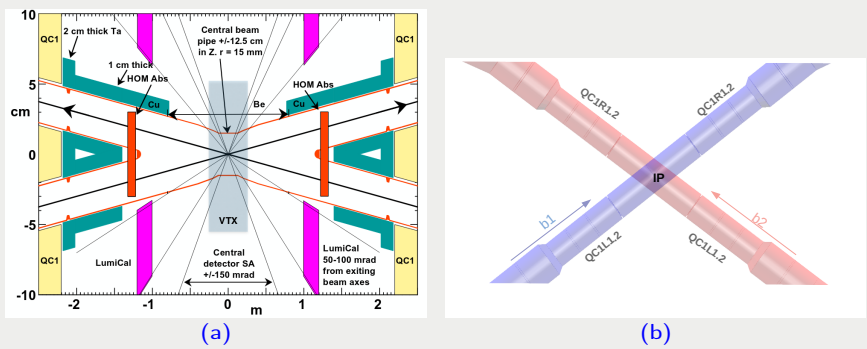 10
5
cm
0
-5
-10
-2
-1
0
1
2
m
QC1
2 cm thick Ta
1 cm thick
HOM Abs
Cu
Central beam
pipe +/-12.5 cm
in Z. r = 15 mm
HOM Abs
Be
Cu
QC1
QC1
LumiCal
VTX
Central
detector SA
+/-150 mrad
LumiCal
50-100 mrad
from exiting
beam axes
QC1
(a)
QC1R1.2
QC1R1.2
IP
b1
b2
QC1L1.2
QC1L1.2
(b)